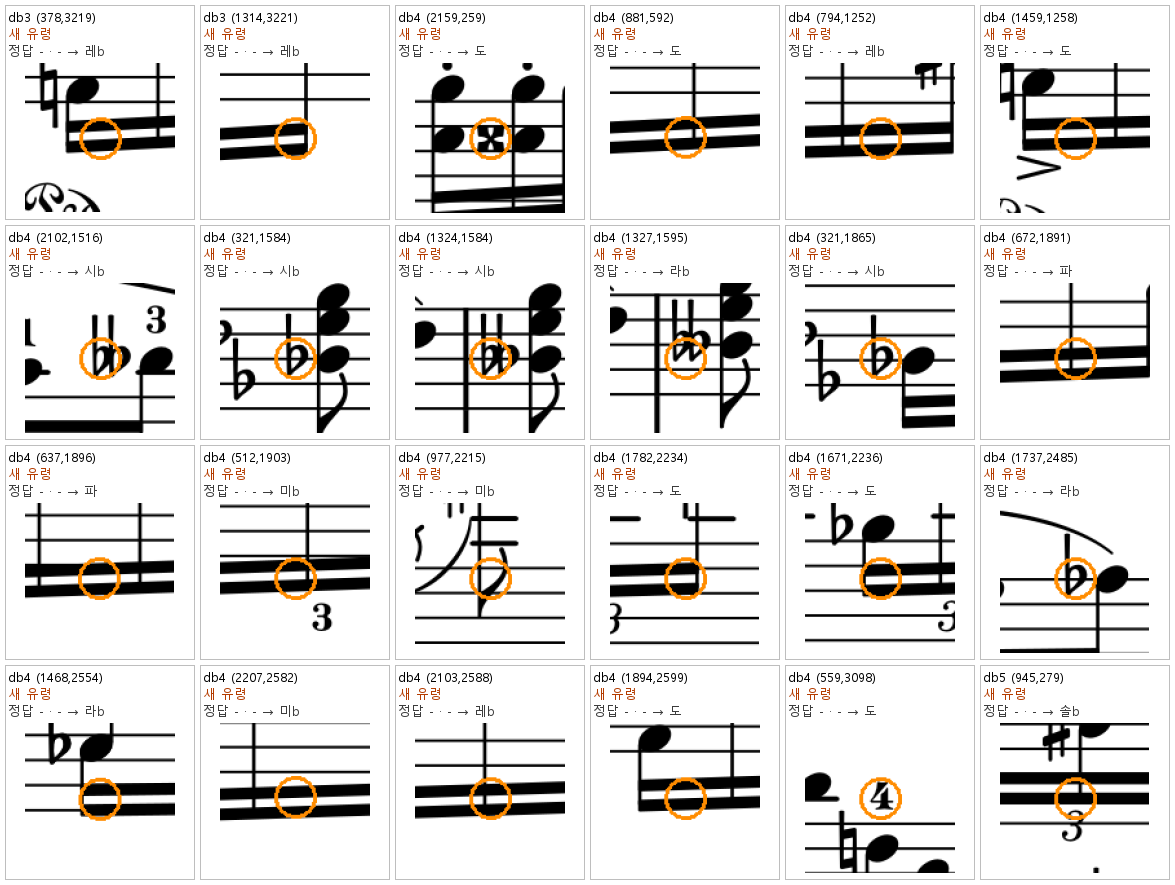 db3 (378,3219)
새 유령
정답 - · - → 레b
db3 (1314,3221)
새 유령
정답 - · - → 레b
db4 (2159,259)
새 유령
정답 - · - → 도
db4 (881,592)
새 유령
정답 - · - → 도
db4 (794,1252)
새 유령
정답 - · - → 레b
db4 (1459,1258)
새 유령
정답 - · - → 도
db4 (2102,1516)
새 유령
정답 - · - → 시b
3
db4 (321,1584)
새 유령
정답 - · - → 시b
db4 (1324,1584)
새 유령
정답 - · - → 시b
db4 (1327,1595)
새 유령
정답 - · - → 라b
db4 (321,1865)
새 유령
정답 - · - → 시b
db4 (672,1891)
새 유령
정답 - · - → 파
db4 (637,1896)
새 유령
정답 - · - → 파
db4 (512,1903)
새 유령
정답 - · - → 미b
3
db4 (977,2215)
새 유령
정답 - · - → 미b
db4 (1782,2234)
새 유령
정답 - · - → 도
3
db4 (1671,2236)
새 유령
정답 - · - → 도
3
db4 (1737,2485)
새 유령
정답 - · - → 라b
db4 (1468,2554)
새 유령
정답 - · - → 라b
db4 (2207,2582)
새 유령
정답 - · - → 미b
db4 (2103,2588)
새 유령
정답 - · - → 레b
db4 (1894,2599)
새 유령
정답 - · - → 도
db4 (559,3098)
새 유령
정답 - · - → 도
4
db5 (945,279)
새 유령
정답 - · - → 솔b
3